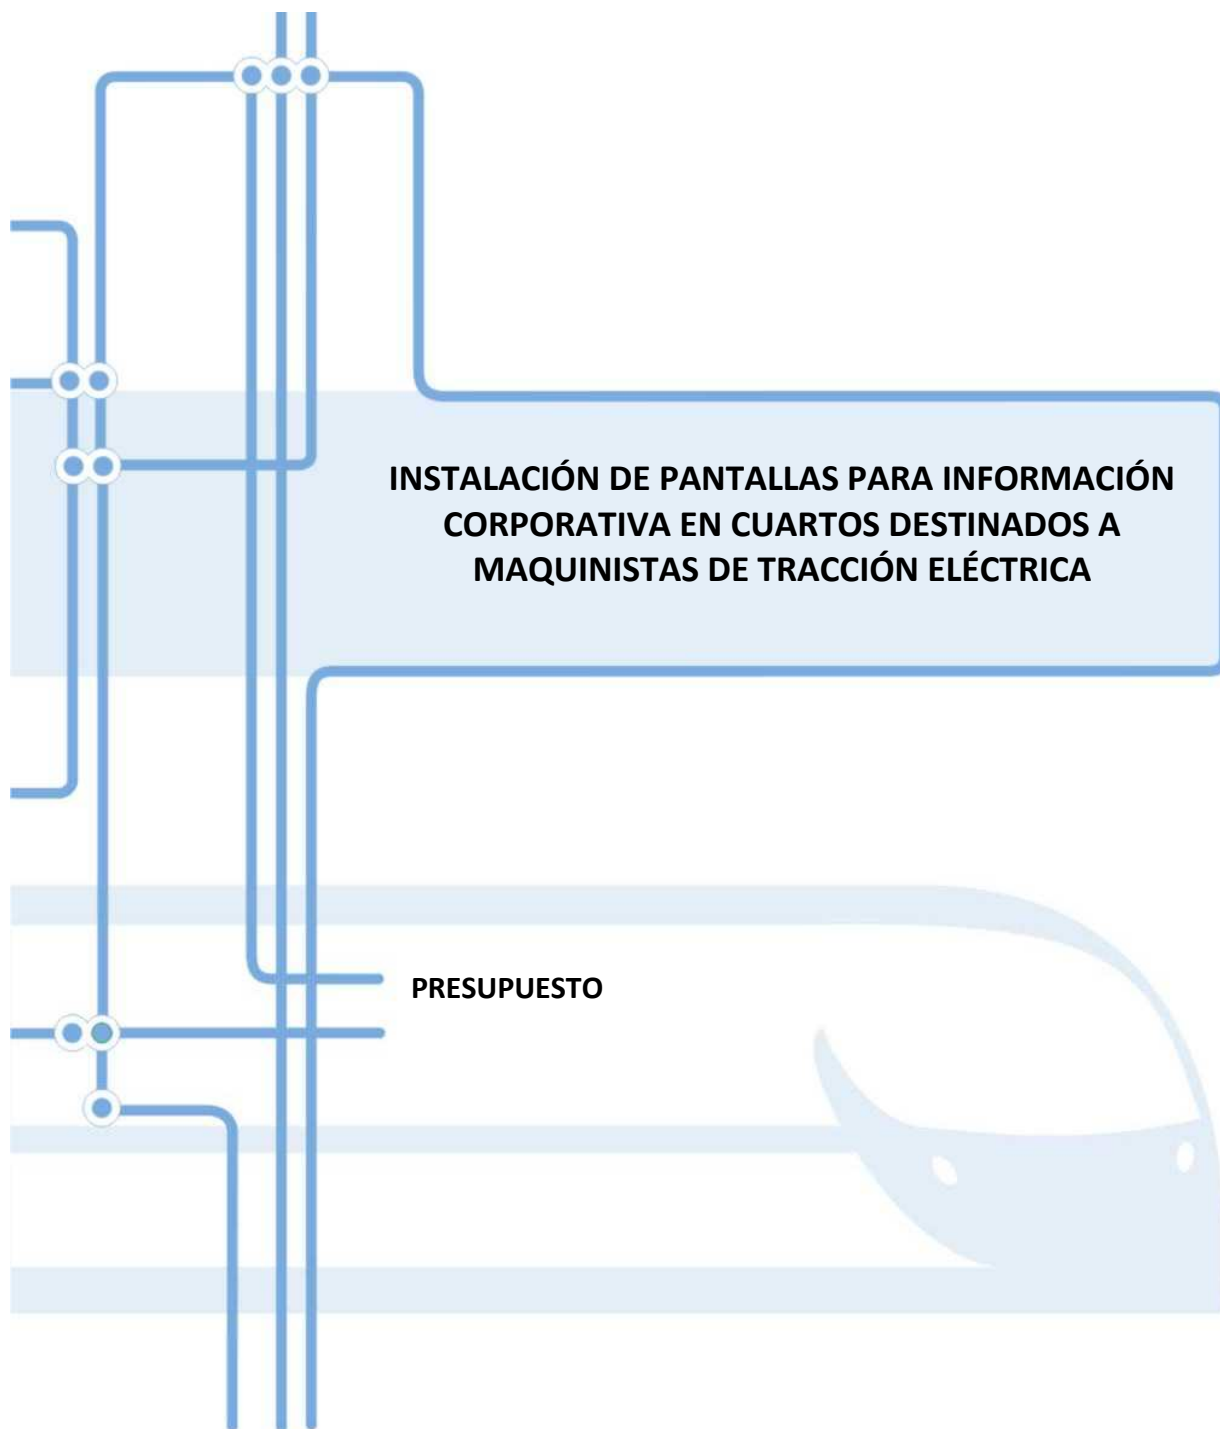 INSTALACIÓN DE PANTALLAS PARA INFORMACIÓN
CORPORATIVA EN CUARTOS DESTINADOS A
MAQUINISTAS DE TRACCIÓN ELÉCTRICA
PRESUPUESTO